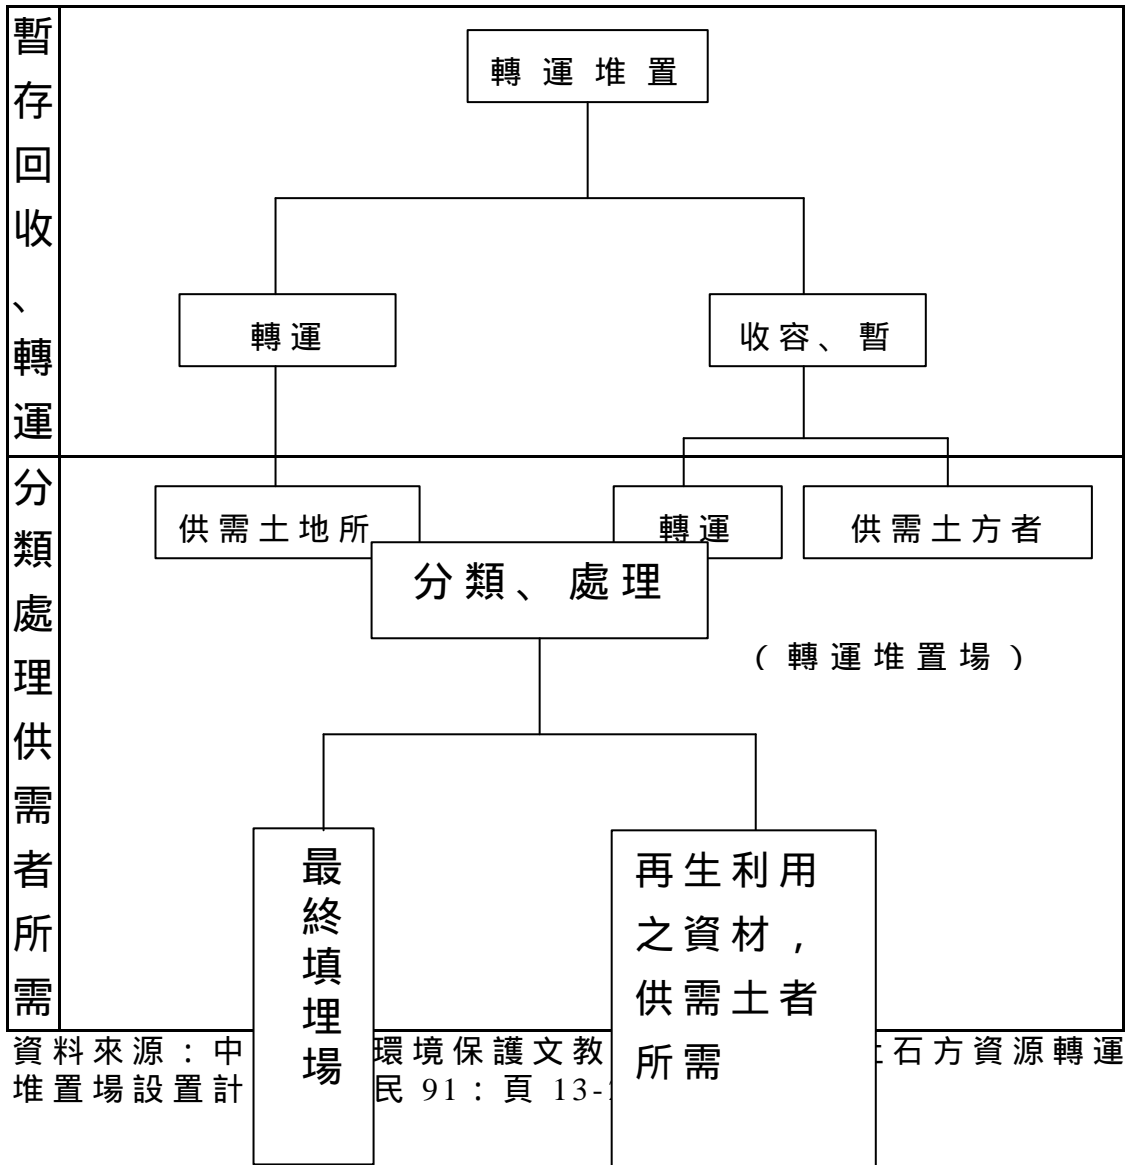 暫存回收、轉運
轉運堆置
轉運
收容、暫
分類處理供需者所需
供需土地所
轉運
供需土方者
分類、處理
(轉運堆置場)
最終填埋場
再生利用
之資材，
供需土者
所需
資料來源：中 環境保護文教 石方資源轉運
堆置場設置計 民 91：頁 13-